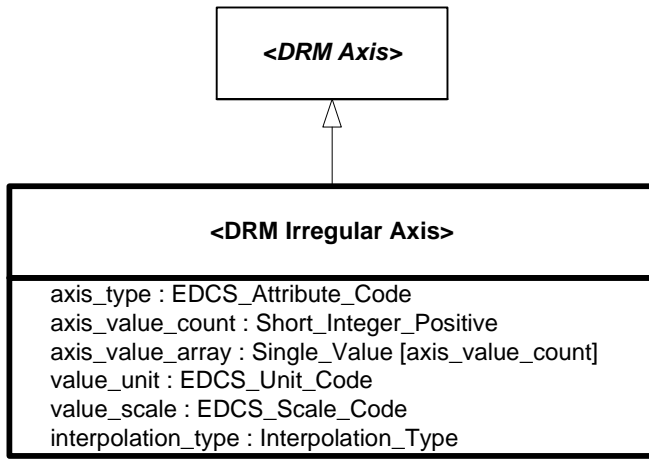 <DRM Axis>
<DRM Irregular Axis>
axis_type : EDCS_Attribute_Code
axis_value_count : Short_Integer_Positive
axis_value_array : Single_Value [axis_value_count]
value_unit : EDCS_Unit_Code
value_scale : EDCS_Scale_Code
interpolation_type : Interpolation_Type